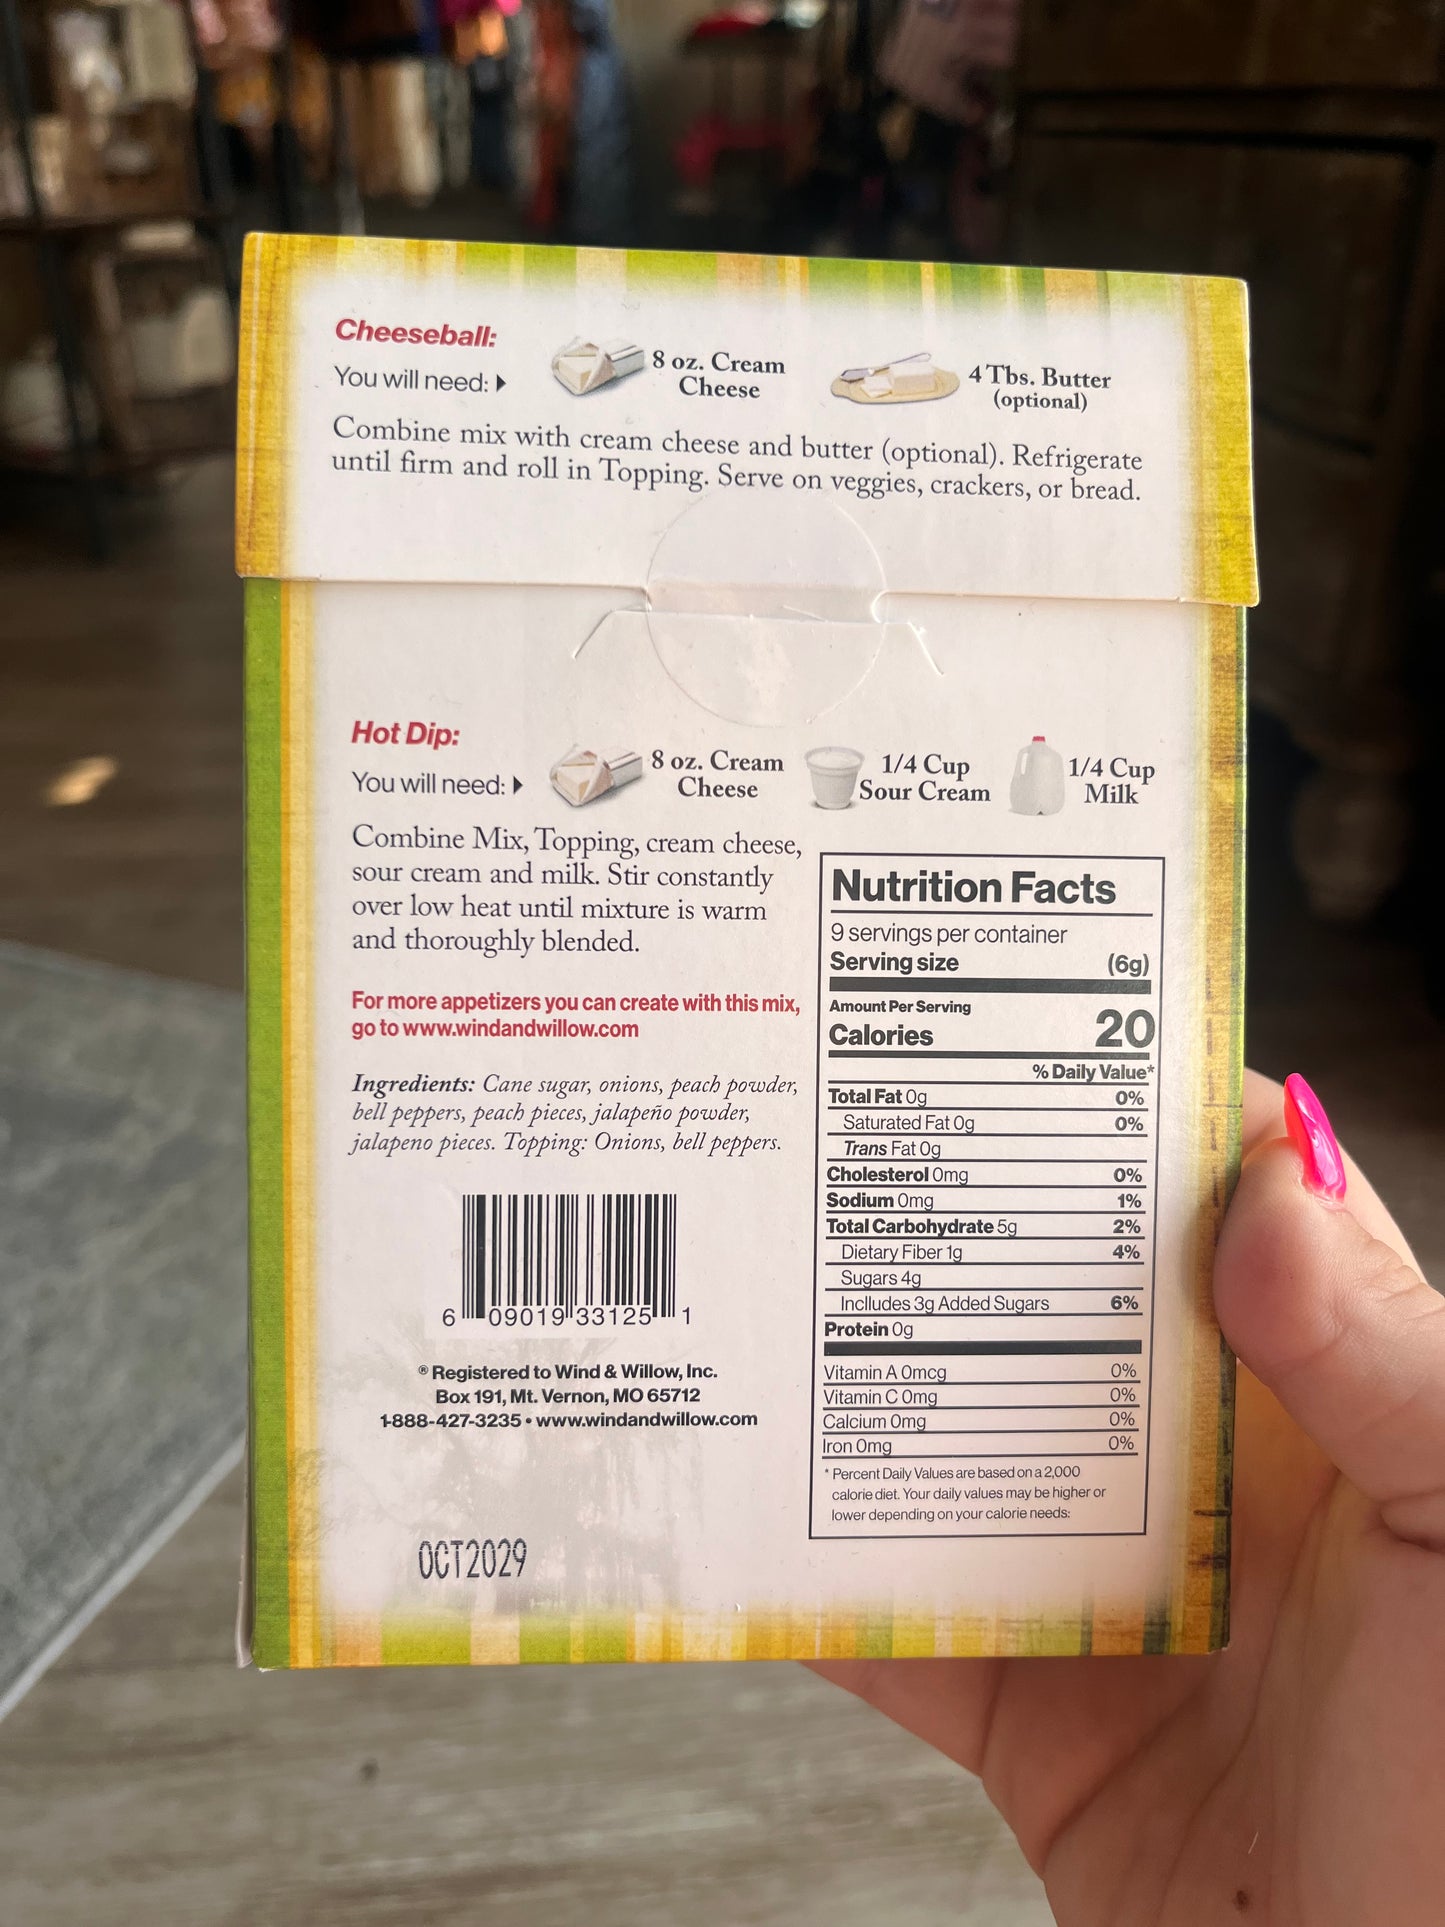 Cheeseball:
You will need:
8 oz. Cream
Cheese
4 Tbs. Butter
(optional)
Combine mix with cream cheese and butter (optional). Refrigerate
until firm and roll in Topping. Serve on veggies, crackers, or bread.
Hot Dip:
You will need:
8 oz. Cream
Cheese
1/4 Cup
Sour Cream
1/4 Cup
Milk
Combine Mix, Topping, cream cheese,
sour cream and milk. Stir constantly
over low heat until mixture is warm
and thoroughly blended.
For more appetizers you can create with this mix,
go to www.windandwillow.com
Ingredients: Cane sugar, onions, peach powder,
bell peppers, peach pieces, jalapeño powder,
jalapeno pieces. Topping: Onions, bell peppers.
6 09019 33125 1
® Registered to Wind & Willow, Inc.
Box 191, Mt. Vernon, MO 65712
1-888-427-3235 • www.windandwillow.com
OCT2029
Nutrition Facts
9 servings per container
Serving size (6g)
Amount Per Serving
Calories 20
% Daily Value*
Total Fat 0g 0%
Saturated Fat 0g 0%
Trans Fat 0g
Cholesterol 0mg 0%
Sodium 0mg 1%
Total Carbohydrate 5g 2%
Dietary Fiber 1g 4%
Sugars 4g
Inclludes 3g Added Sugars 6%
Protein 0g
Vitamin A 0mcg 0%
Vitamin C 0mg 0%
Calcium 0mg 0%
Iron 0mg 0%
* Percent Daily Values are based on a 2,000
calorie diet. Your daily values may be higher or
lower depending on your calorie needs: